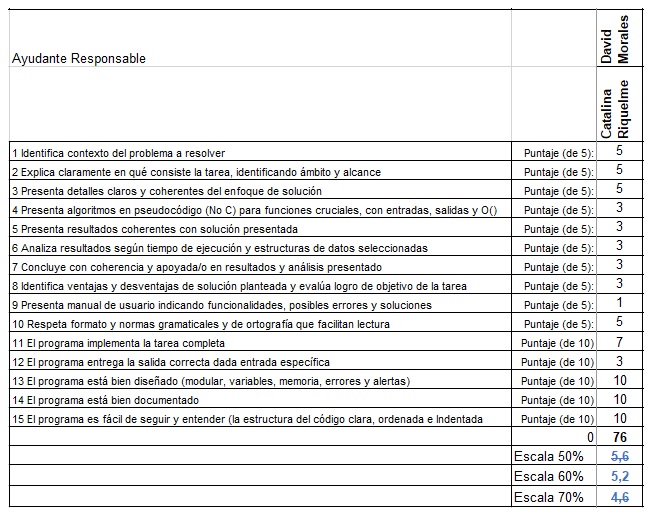 Ayudante Responsable David Morales
Catalina Riquelme
1 Identifica contexto del problema a resolver Puntaje (de 5): 5
2 Explica claramente en qué consiste la tarea, identificando ámbito y alcance Puntaje (de 5): 5
3 Presenta detalles claros y coherentes del enfoque de solución Puntaje (de 5): 5
4 Presenta algoritmos en pseudocódigo (No C) para funciones cruciales, con entradas, salidas y O() Puntaje (de 5): 3
5 Presenta resultados coherentes con solución presentada Puntaje (de 5): 3
6 Analiza resultados según tiempo de ejecución y estructuras de datos seleccionadas Puntaje (de 5): 3
7 Concluye con coherencia y apoyada/o en resultados y análisis presentado Puntaje (de 5): 3
8 Identifica ventajas y desventajas de solución planteada y evalúa logro de objetivo de la tarea Puntaje (de 5): 3
9 Presenta manual de usuario indicando funcionalidades, posibles errores y soluciones Puntaje (de 5): 1
10 Respeta formato y normas gramaticales y de ortografía que facilitan lectura Puntaje (de 5): 5
11 El programa implementa la tarea completa Puntaje (de 10) 7
12 El programa entrega la salida correcta dada entrada específica Puntaje (de 10) 3
13 El programa está bien diseñado (modular, variables, memoria, errores y alertas) Puntaje (de 10) 10
14 El programa está bien documentado Puntaje (de 10) 10
15 El programa es fácil de seguir y entender (la estructura del código clara, ordenada e Indentada Puntaje (de 10) 10
0 76
Escala 50% 5,6
Escala 60% 5,2
Escala 70% 4,6